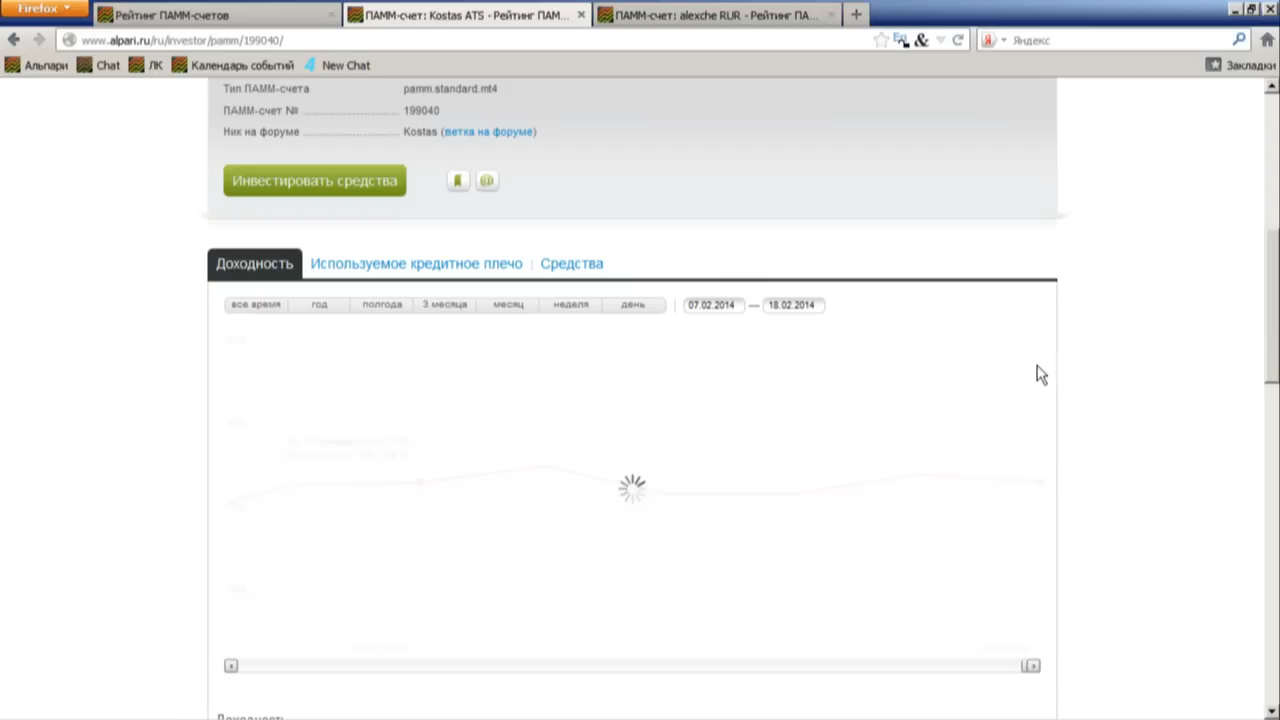 Firefox
Рейтинг ПАММ-счетов
ПАММ-счет: Kostas ATS - Рейтинг ПАМ...
ПАММ-счет: alexche RUR - Рейтинг ПА...
www.alpari.ru/ru/investor/pamm/199040/
Яндекс
Альпари
Chat
ЛК
Календарь событий
New Chat
Закладки
Тип ПАММ-счета pamm.standard.mt4
ПАММ-счет № 199040
Ник на форуме Kostas (ветка на форуме)
Инвестировать средства
Доходность Используемое кредитное плечо Средства
все время год полгода 3 месяца месяц неделя день 07.02.2014 — 18.02.2014
Доходность